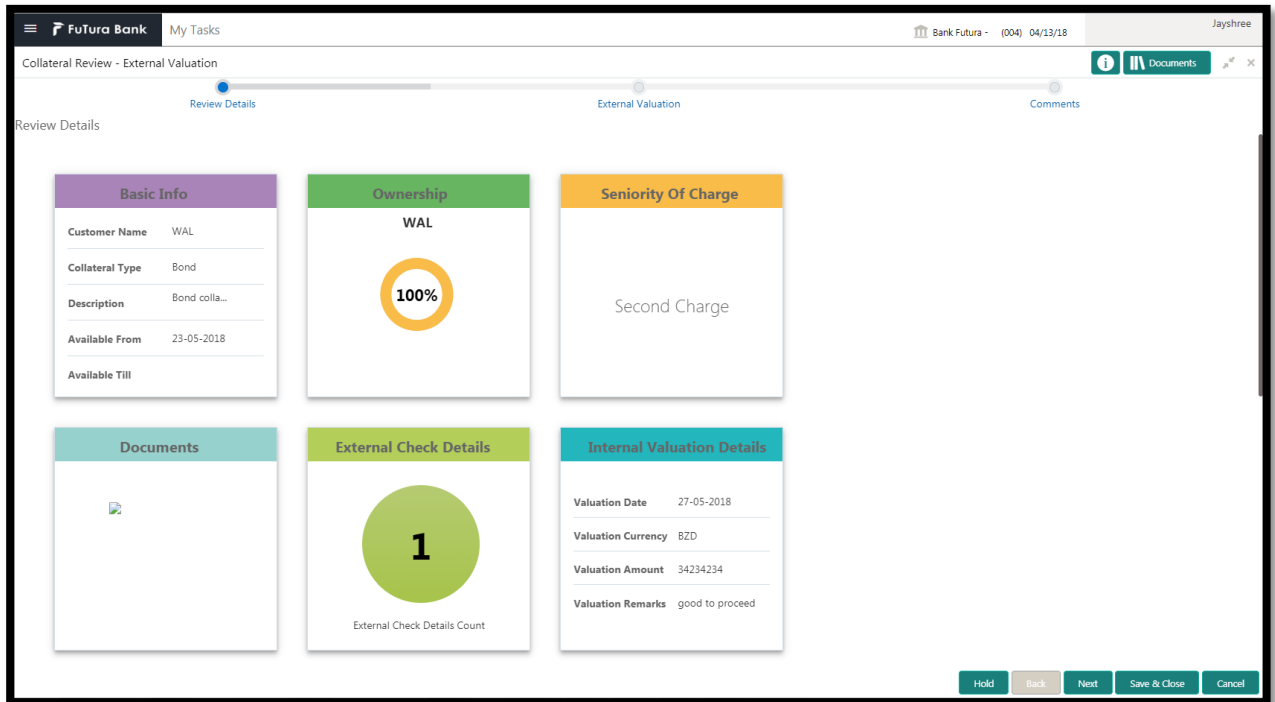 FuTura Bank
My Tasks
Bank Futura - (004) 04/13/18
Jayshree
Collateral Review - External Valuation
i
Documents
Review Details
External Valuation
Comments
Review Details
Basic Info
Customer Name WAL
Collateral Type Bond
Description Bond colla...
Available From 23-05-2018
Available Till
Ownership
WAL
100%
Seniority Of Charge
Second Charge
Documents
External Check Details
1
External Check Details Count
Internal Valuation Details
Valuation Date 27-05-2018
Valuation Currency BZD
Valuation Amount 34234234
Valuation Remarks good to proceed
Hold
Back
Next
Save & Close
Cancel